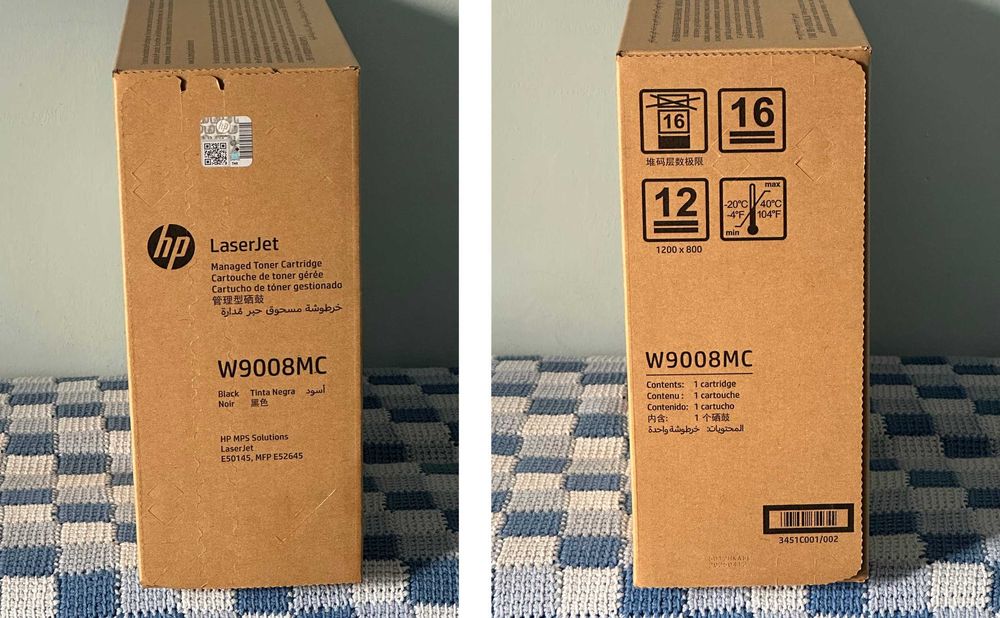 hp
LaserJet
Managed Toner Cartridge
Cartouche de toner gérée
Cartucho de tóner gestionado
管理型硒鼓
خرطوشة مسحوق حبر مُدارة
W9008MC
Black Tinta Negra أسود
Noir 黑色
HP MPS Solutions
LaserJet
E50145, MFP E52645
16
堆码层数极限
16
12
1200 x 800
max
-20°C 40°C
-4°F 104°F
min
W9008MC
Contents: 1 cartridge
Contenu : 1 cartouche
Contenido: 1 cartucho
内含: 1 个硒鼓
المحتويات: خرطوشة واحدة
3451C001/002